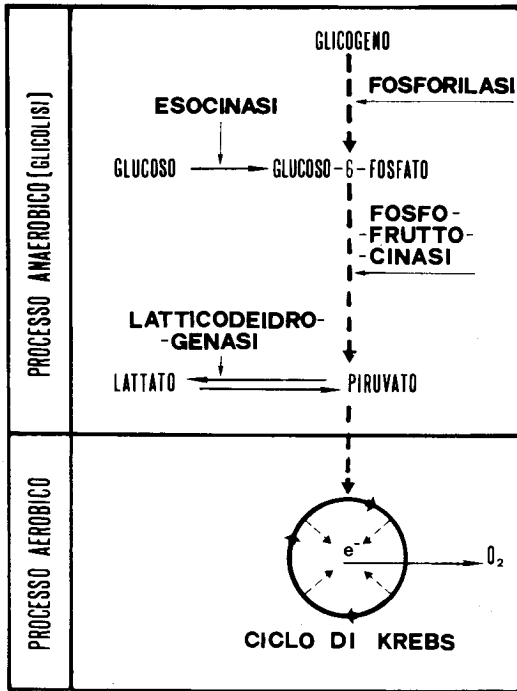 PROCESSO ANAEROBICO (GLICOLISI)
GLICOGENO
FOSFORILASI
ESOCINASI
GLUCOSO
GLUCOSO-6-FOSFATO
FOSFO-
-FRUTTO-
-CINASI
LATTICODEIDRO-
-GENASI
LATTATO
PIRUVATO
PROCESSO AEROBICO
e-
O2
CICLO DI KREBS